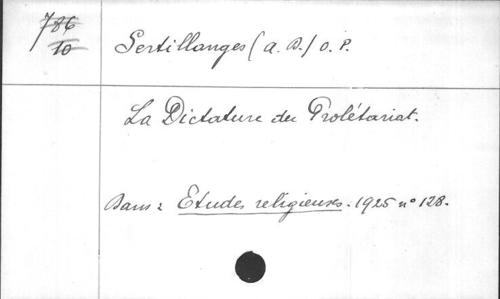 786
10
Sertillanges (A. D.) O. P.
La Dictature du Prolétariat.
Dans : Etudes religieuses. 1925 n° 128.